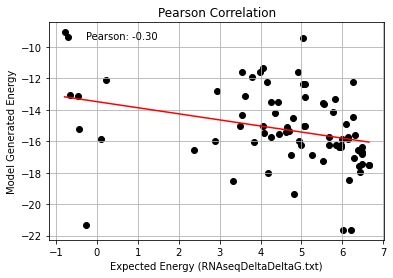 Pearson Correlation
Pearson: -0.30
Model Generated Energy
−10
−12
−14
−16
−18
−20
−22
−1 0 1 2 3 4 5 6 7
Expected Energy (RNAseqDeltaDeltaG.txt)